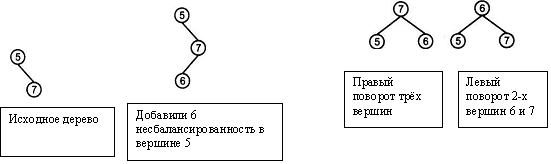 5
7
5
7
6
7
5
6
6
5
7
Исходное дерево
Добавили 6
несбалансированность в
вершине 5
Правый
поворот трёх
вершин
Левый
поворот 2-х
вершин 6 и 7